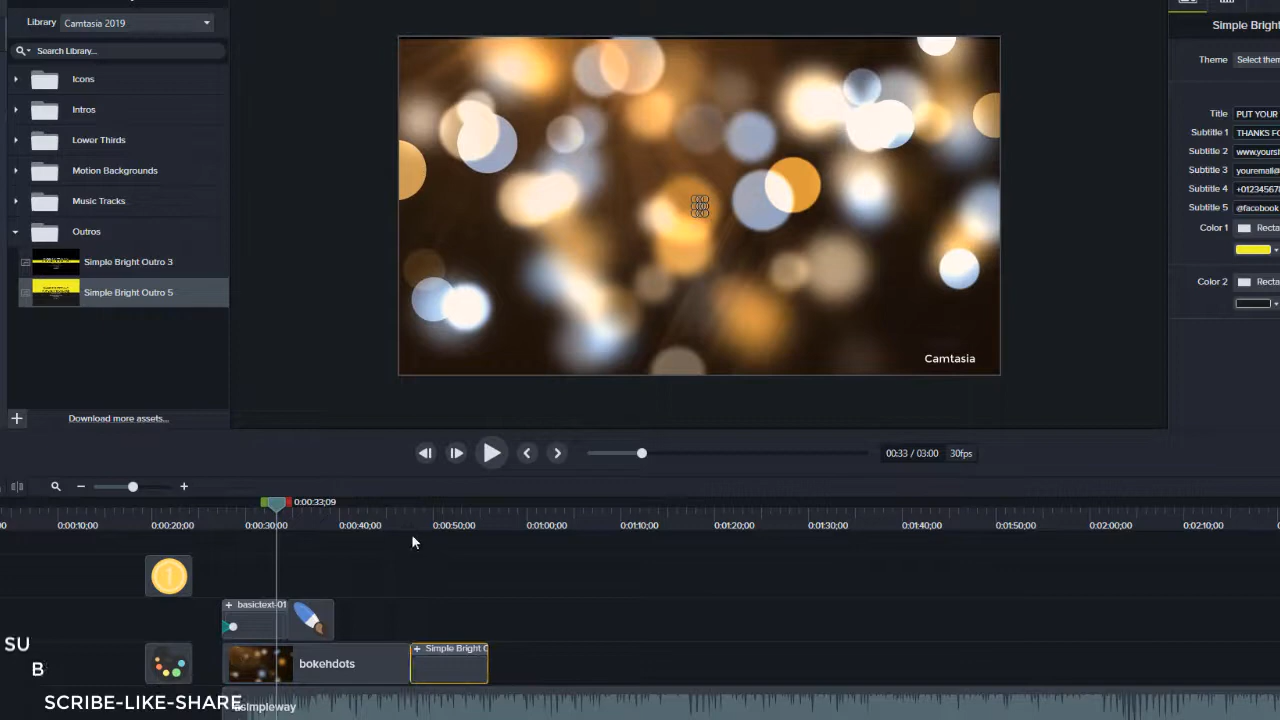 Library Camtasia 2019
Search Library...
Icons
Intros
Lower Thirds
Motion Backgrounds
Music Tracks
Outros
Simple Bright Outro 3
Simple Bright Outro 5
Download more assets...
Camtasia
Simple Bright
Theme Select them
Title PUT YOUR
Subtitle 1 THANKS FO
Subtitle 2 www.yoursi
Subtitle 3 youremail@
Subtitle 4 +01234567
Subtitle 5 @facebook
Color 1 Recta
Color 2 Recta
00:33 / 03:00 30fps
0:00:33;09
0:00:10;00 0:00:20;00 0:00:30;00 0:00:40;00 0:00:50;00 0:01:00;00 0:01:10;00 0:01:20;00 0:01:30;00 0:01:40;00 0:01:50;00 0:02:00;00 0:02:10;00
1
basictext-01
bokehdots
Simple Bright O
asimpleway
SU
B
SCRIBE-LIKE-SHARE